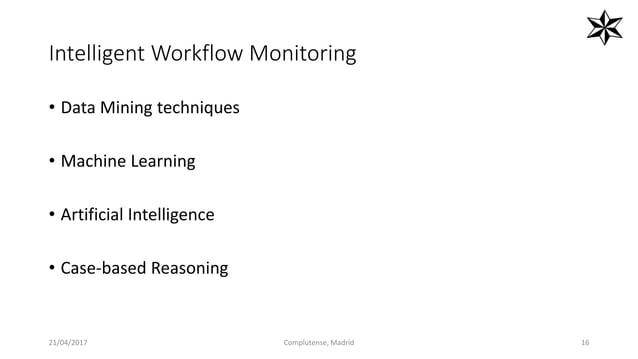 Intelligent Workflow Monitoring
• Data Mining techniques
• Machine Learning
• Artificial Intelligence
• Case-based Reasoning
21/04/2017 Complutense, Madrid 16